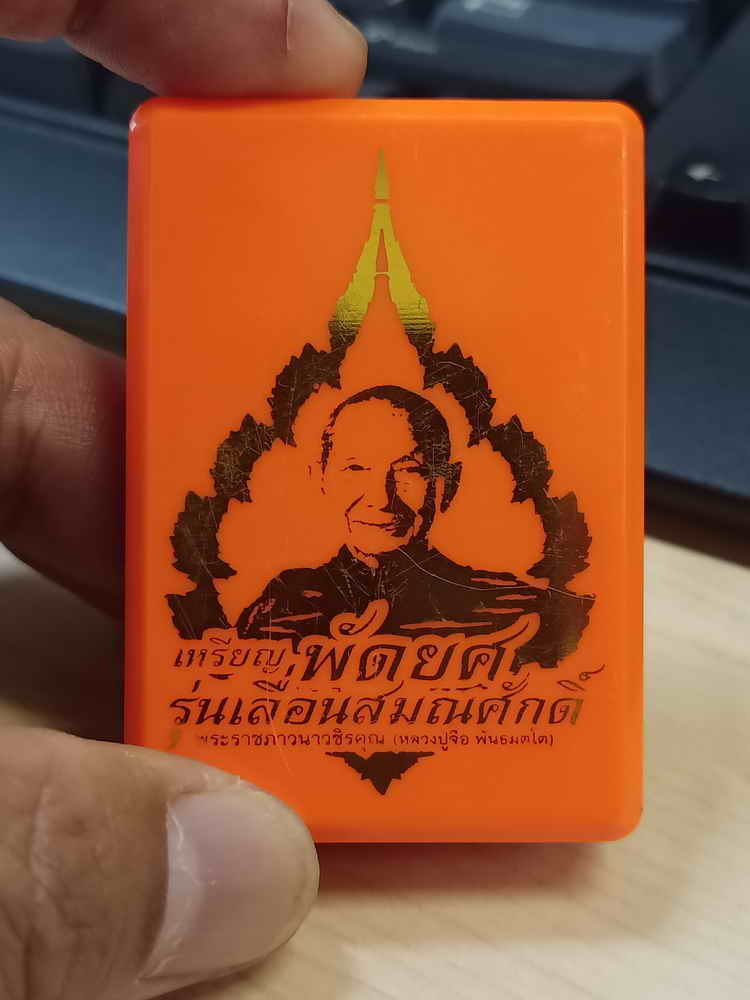 เหรียญ พัดยศ
รุ่นเลื่อนสมณศักดิ์
พระราชภาวนาวชิรคุณ (หลวงปู่จื่อ พันธมุตโต)